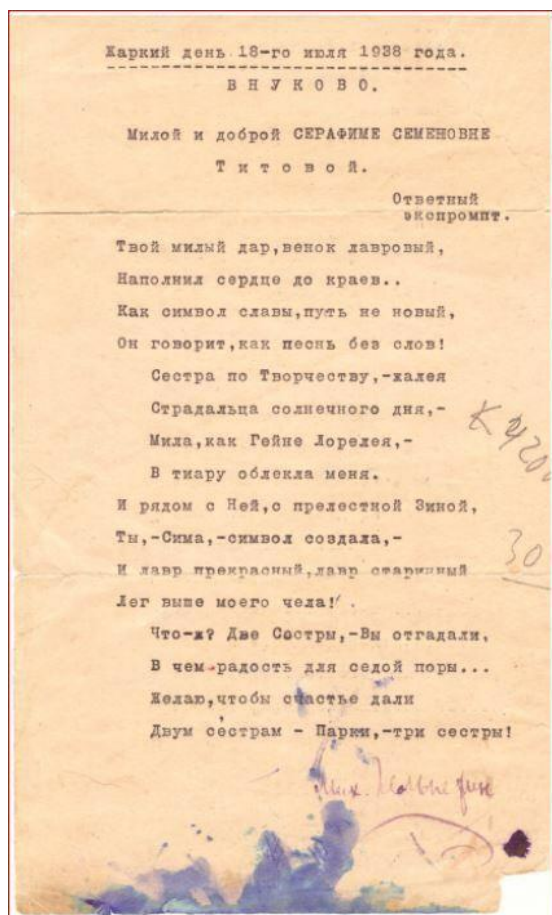 Жаркий день 18-го июля 1938 года.
ВНУКОВО.
Милой и доброй СЕРАФИМЕ СЕМЕНОВНЕ
Титовой.
Ответный
экспромпт.
Твой милый дар,венок лавровый,
Наполнил сердце до краев..
Как символ славы,путь не новый,
Он говорит,как песнь без слов!
Сестра по Творчеству,-жалея
Страдальца солнечного дня,-
Мила,как Гейне Лорелея,-
В тиару облекла меня.
И рядом с Ней,с прелестной Зиной,
Ты,-Сима,-символ создала,-
И лавр прекрасный,лавр старинный
Лег выше моего чела!
Что-ж? Две Сестры,-Вы отгадали,
В чем радость для седой поры...
Желаю,чтобы счастье дали
Двум сестрам - Парки,-три сестры!
Мих.
30